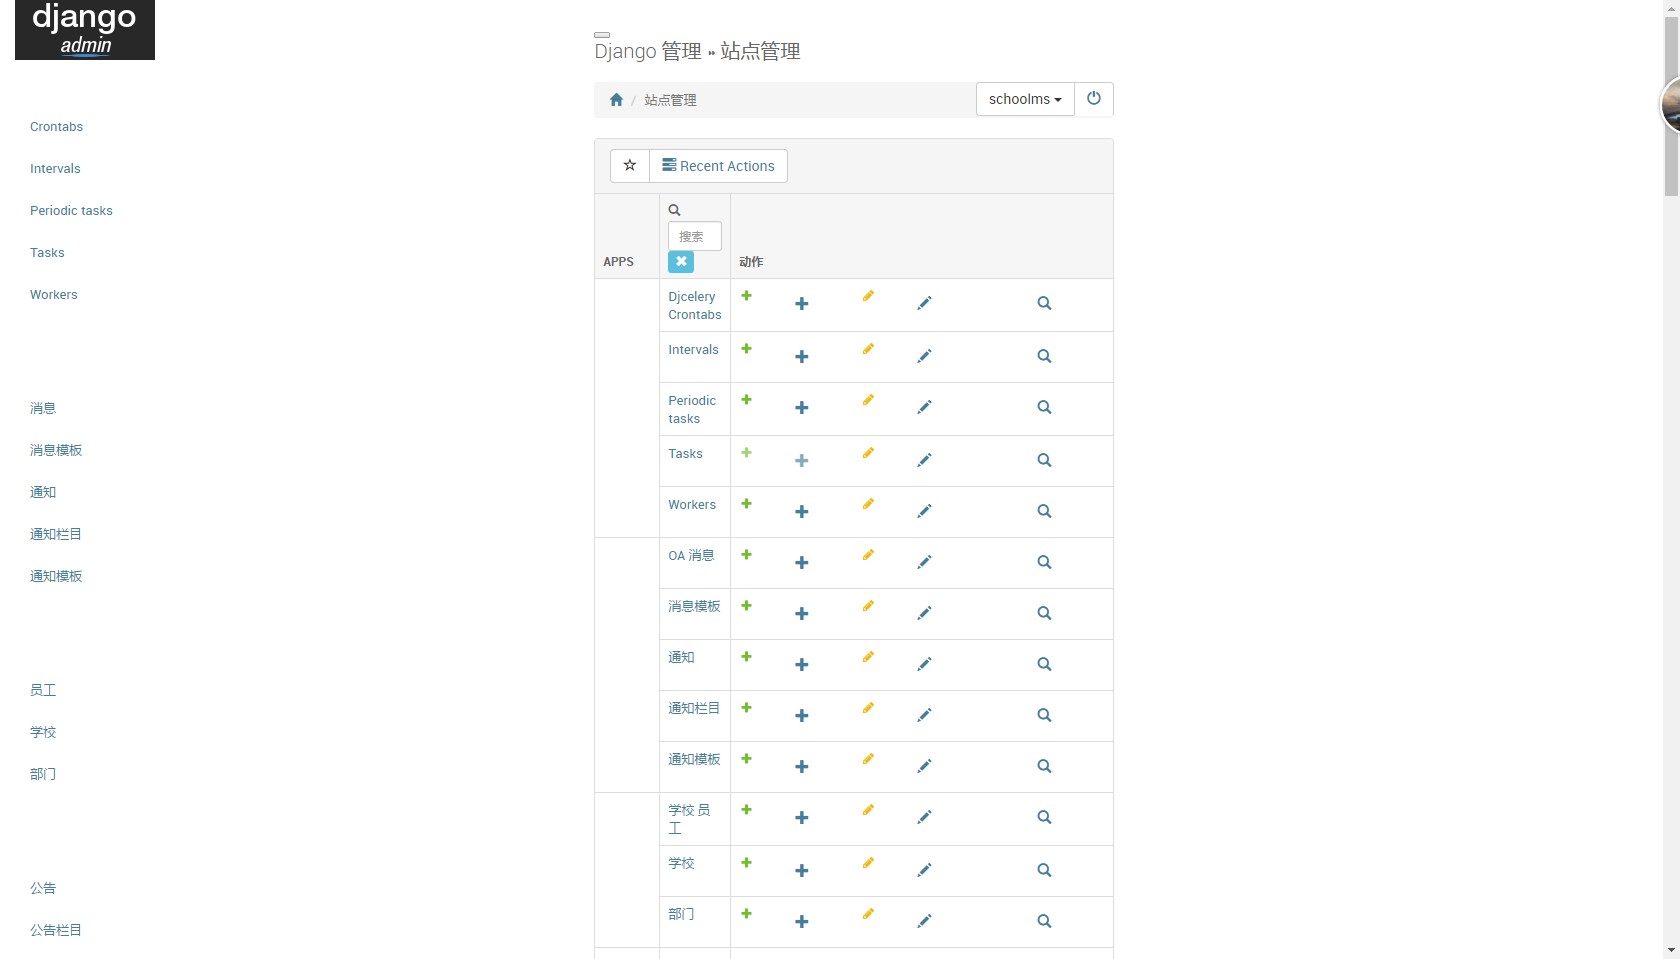 django
admin
Crontabs
Intervals
Periodic tasks
Tasks
Workers
消息
消息模板
通知
通知栏目
通知模板
员工
学校
部门
公告
公告栏目
Django 管理 » 站点管理
/ 站点管理
schoolms
Recent Actions
APPS
搜索
动作
Djcelery
Crontabs
Intervals
Periodic
tasks
Tasks
Workers
OA 消息
消息模板
通知
通知栏目
通知模板
学校 员
工
学校
部门